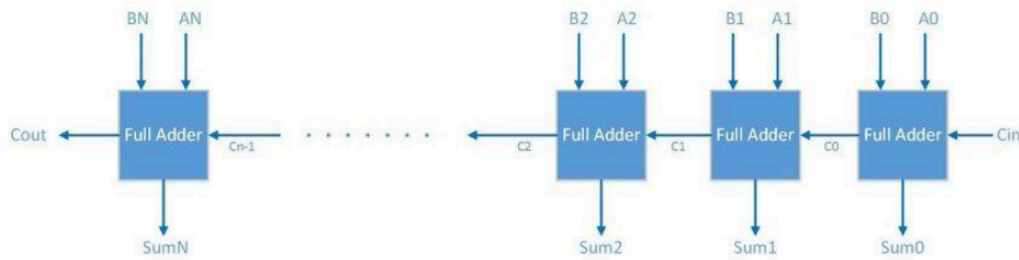 BN AN B2 A2 B1 A1 B0 A0
Cout Full Adder Cn-1 . . . . . . . C2 Full Adder C1 Full Adder C0 Full Adder Cin
SumN Sum2 Sum1 Sum0